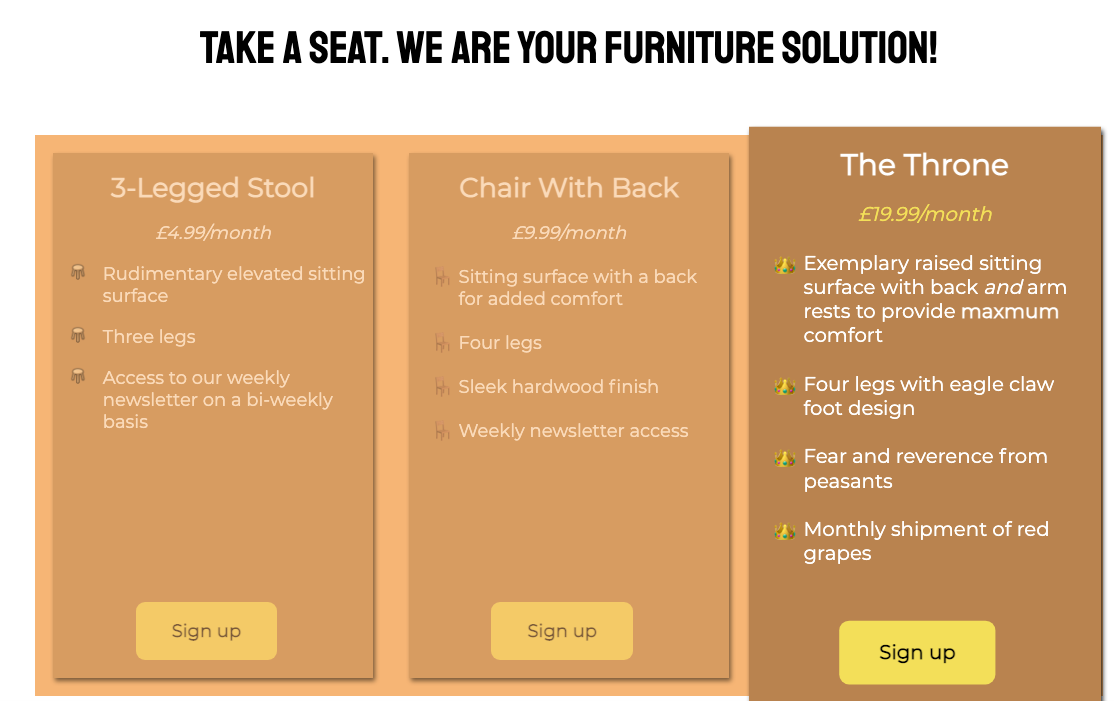 TAKE A SEAT. WE ARE YOUR FURNITURE SOLUTION!
3-Legged Stool
£4.99/month
Rudimentary elevated sitting
surface
Three legs
Access to our weekly
newsletter on a bi-weekly
basis
Sign up
Chair With Back
£9.99/month
Sitting surface with a back
for added comfort
Four legs
Sleek hardwood finish
Weekly newsletter access
Sign up
The Throne
£19.99/month
Exemplary raised sitting
surface with back and arm
rests to provide maxmum
comfort
Four legs with eagle claw
foot design
Fear and reverence from
peasants
Monthly shipment of red
grapes
Sign up